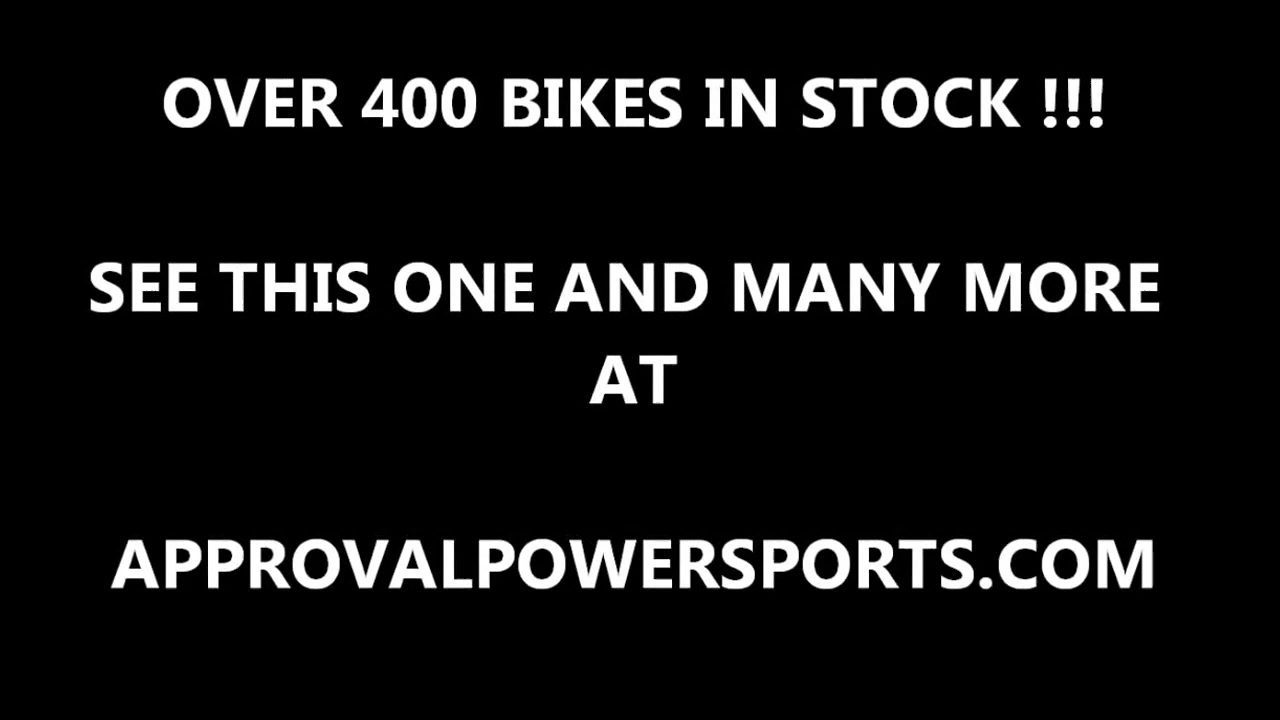 OVER 400 BIKES IN STOCK !!!
SEE THIS ONE AND MANY MORE
AT
APPROVALPOWERSPORTS.COM